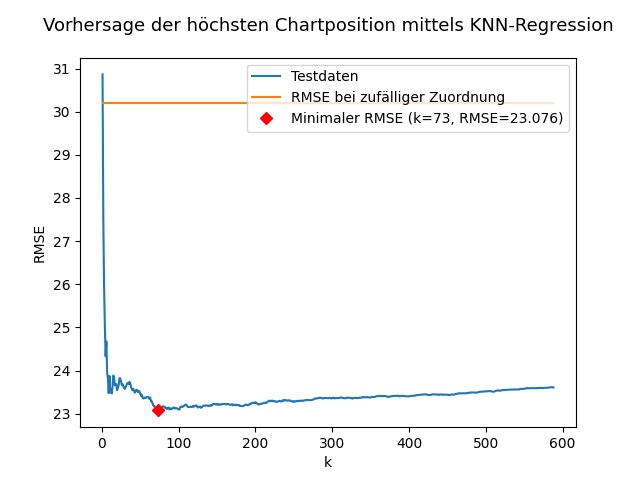 Vorhersage der höchsten Chartposition mittels KNN-Regression
Testdaten
RMSE bei zufälliger Zuordnung
Minimaler RMSE (k=73, RMSE=23.076)
RMSE
31
30
29
28
27
26
25
24
23
0 100 200 300 400 500 600
k